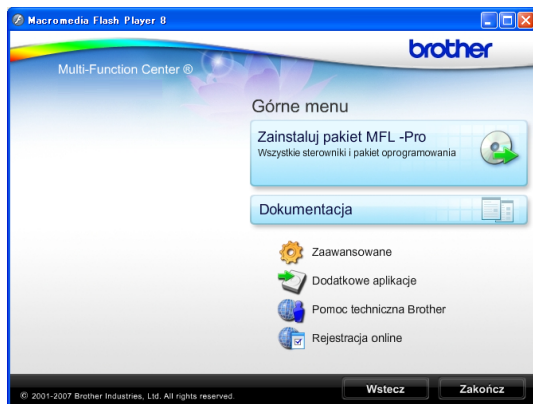 Macromedia Flash Player 8
brother
Multi-Function Center ®
Górne menu
Zainstaluj pakiet MFL -Pro
Wszystkie sterowniki i pakiet oprogramowania
Dokumentacja
Zaawansowane
Dodatkowe aplikacje
Pomoc techniczna Brother
Rejestracja online
© 2001-2007 Brother Industries, Ltd. All rights reserved.
Wstecz
Zakończ